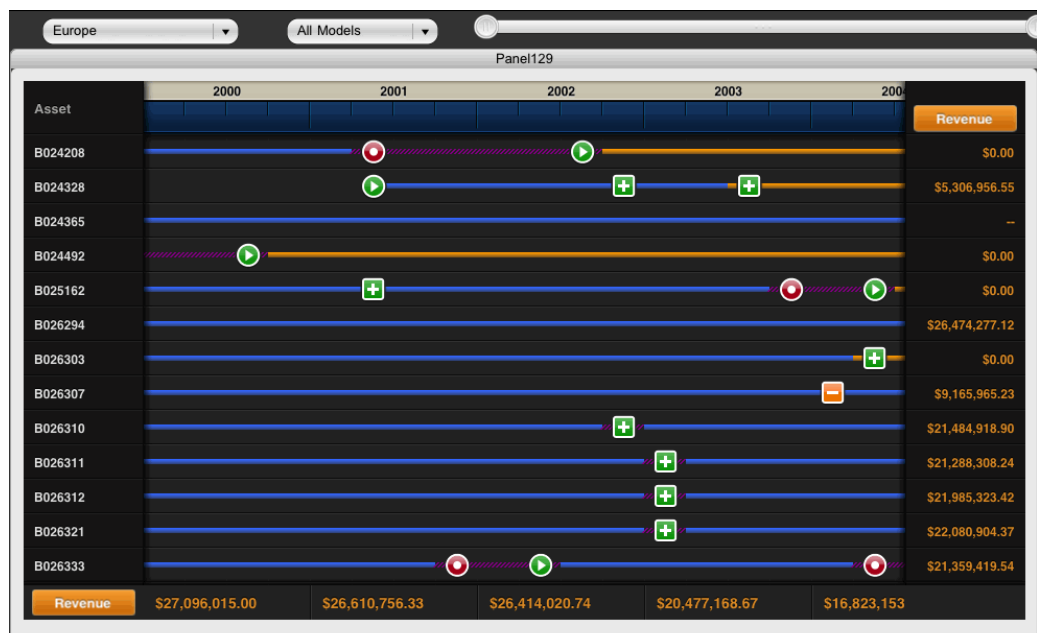 Europe All Models
Panel129
2000 2001 2002 2003 2004
Asset
Revenue
B024208 $0.00
B024328 $5,306,956.55
B024365 --
B024492 $0.00
B025162 $0.00
B026294 $26,474,277.12
B026303 $0.00
B026307 $9,165,965.23
B026310 $21,484,918.90
B026311 $21,288,308.24
B026312 $21,985,323.42
B026321 $22,080,904.37
B026333 $21,359,419.54
Revenue $27,096,015.00 $26,610,756.33 $26,414,020.74 $20,477,168.67 $16,823,153